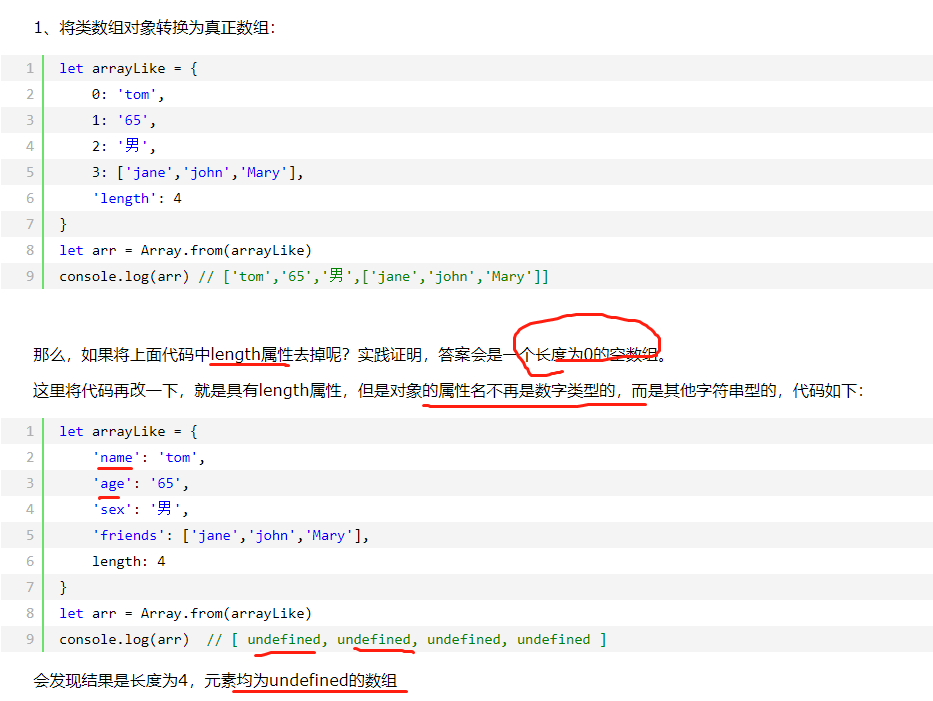 1、将类数组对象转换为真正数组：
1 let arrayLike = {
2     0: 'tom',
3     1: '65',
4     2: '男',
5     3: ['jane','john','Mary'],
6     'length': 4
7 }
8 let arr = Array.from(arrayLike)
9 console.log(arr) // ['tom','65','男',['jane','john','Mary']]
那么，如果将上面代码中length属性去掉呢？实践证明，答案会是一个长度为0的空数组。
这里将代码再改一下，就是具有length属性，但是对象的属性名不再是数字类型的，而是其他字符串型的，代码如下：
1 let arrayLike = {
2     'name': 'tom',
3     'age': '65',
4     'sex': '男',
5     'friends': ['jane','john','Mary'],
6     length: 4
7 }
8 let arr = Array.from(arrayLike)
9 console.log(arr)  // [ undefined, undefined, undefined, undefined ]
会发现结果是长度为4，元素均为undefined的数组